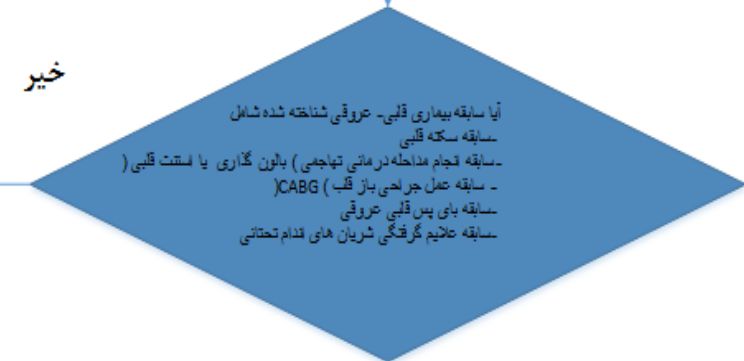 خیر
آیا سابقه بیماری قلبی- عروقی شناخته شده شامل
-سابقه سکته قلبی
-سابقه انجام مداخله درمانی تهاجمی ) بالون گذاری یا استنت قلبی (
- سابقه عمل جراحی باز قلب ) CABG(
-سابقه بای پس قلبی عروقی
-سابقه علایم گرفتگی شریان های اندام تحتانی